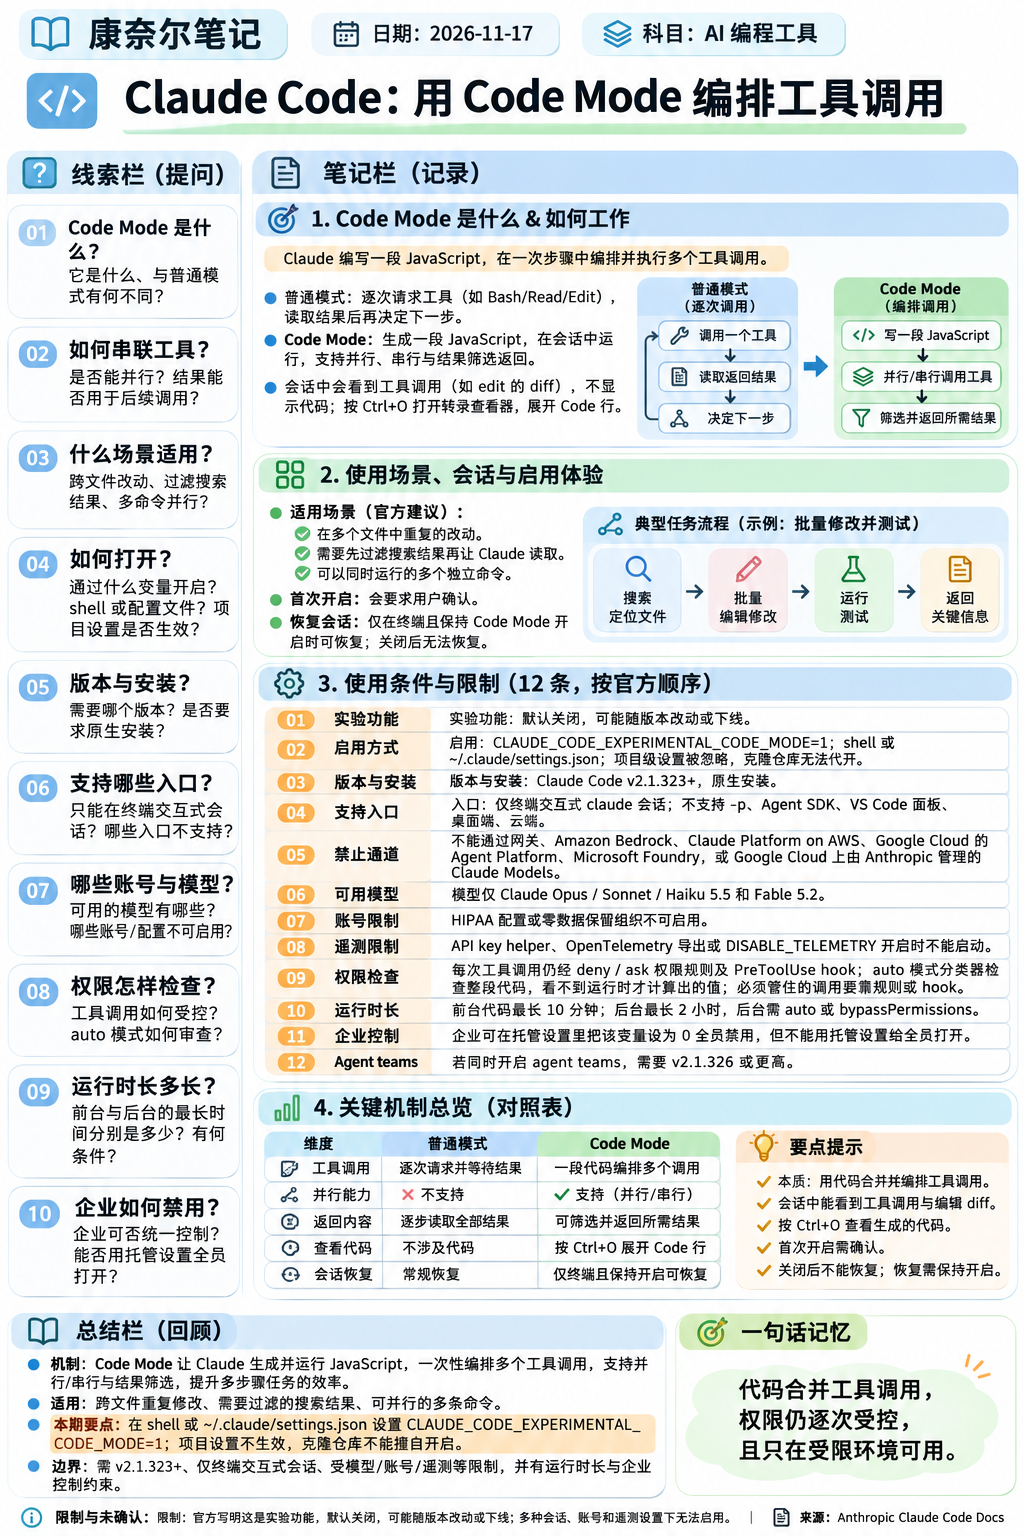 康奈尔笔记
日期：2026-11-17
科目：AI 编程工具
</>
Claude Code：用 Code Mode 编排工具调用
线索栏（提问）
01
Code Mode 是什
么？
它是什么、与普通模
式有何不同？
02
如何串联工具？
是否能并行？结果能
否用于后续调用？
03
什么场景适用？
跨文件改动、过滤搜索
结果、多命令并行？
04
如何打开？
通过什么变量开启？
shell 或配置文件？项
目设置是否生效？
05
版本与安装？
需要哪个版本？是否要
求原生安装？
06
支持哪些入口？
只能在终端交互式会
话？哪些入口不支持？
07
哪些账号与模型？
可用的模型有哪些？
哪些账号/配置不可启用？
08
权限怎样检查？
工具调用如何受控？
auto 模式如何审查？
09
运行时长多长？
前台与后台的最长时
间分别是多少？有何
条件？
10
企业如何禁用？
企业可否统一控制？
能否用托管设置全员
打开？
笔记栏（记录）
1. Code Mode 是什么 & 如何工作
Claude 编写一段 JavaScript，在一次步骤中编排并执行多个工具调用。
普通模式：逐次请求工具（如 Bash/Read/Edit），
读取结果后再决定下一步。
Code Mode：生成一段 JavaScript，在会话中运
行，支持并行、串行与结果筛选返回。
会话中会看到工具调用（如 edit 的 diff），不显
示代码；按 Ctrl+O 打开转录查看器，展开 Code 行。
普通模式
（逐次调用）
调用一个工具
读取返回结果
决定下一步
Code Mode
（编排调用）
</> 写一段 JavaScript
并行/串行调用工具
筛选并返回所需结果
2. 使用场景、会话与启用体验
适用场景（官方建议）：
在多个文件中重复的改动。
需要先过滤搜索结果再让 Claude 读取。
可以同时运行的多个独立命令。
首次开启：会要求用户确认。
恢复会话：仅在终端且保持 Code Mode 开
启时可恢复；关闭后无法恢复。
典型任务流程（示例：批量修改并测试）
搜索
定位文件
批量
编辑修改
运行
测试
返回
关键信息
3. 使用条件与限制（12 条，按官方顺序）
01 实验功能 实验功能：默认关闭，可能随版本改动或下线。
02 启用方式 启用：CLAUDE_CODE_EXPERIMENTAL_CODE_MODE=1；shell 或
~/.claude/settings.json；项目级设置被忽略，克隆仓库无法代开。
03 版本与安装 版本与安装：Claude Code v2.1.323+，原生安装。
04 支持入口 入口：仅终端交互式 claude 会话；不支持 -p、Agent SDK、VS Code 面板、
桌面端、云端。
05 禁止通道 不能通过网关、Amazon Bedrock、Claude Platform on AWS、Google Cloud 的
Agent Platform、Microsoft Foundry，或 Google Cloud 上由 Anthropic 管理的
Claude Models。
06 可用模型 模型仅 Claude Opus / Sonnet / Haiku 5.5 和 Fable 5.2。
07 账号限制 HIPAA 配置或零数据保留组织不可启用。
08 遥测限制 API key helper、OpenTelemetry 导出或 DISABLE_TELEMETRY 开启时不能启动。
09 权限检查 每次工具调用仍经 deny / ask 权限规则及 PreToolUse hook；auto 模式分类器检
查整段代码，看不到运行时才计算出的值；必须管住的调用要靠规则或 hook。
10 运行时长 前台代码最长 10 分钟；后台最长 2 小时，后台需 auto 或 bypassPermissions。
11 企业控制 企业可在托管设置里把该变量设为 0 全员禁用，但不能用托管设置给全员打开。
12 Agent teams 若同时开启 agent teams，需要 v2.1.326 或更高。
4. 关键机制总览（对照表）
维度 普通模式 Code Mode
工具调用 逐次请求并等待结果 一段代码编排多个调用
并行能力 不支持 支持（并行/串行）
返回内容 逐步读取全部结果 可筛选并返回所需结果
查看代码 不涉及代码 按 Ctrl+O 展开 Code 行
会话恢复 常规恢复 仅终端且保持开启可恢复
要点提示
本质：用代码合并并编排工具调用。
会话中能看到工具调用与编辑 diff。
按 Ctrl+O 查看生成的代码。
首次开启需确认。
关闭后不能恢复；恢复需保持开启。
总结栏（回顾）
机制：Code Mode 让 Claude 生成并运行 JavaScript，一次性编排多个工具调用，支持并
行/串行与结果筛选，提升多步骤任务的效率。
适用：跨文件重复修改、需要过滤的搜索结果、可并行的多条命令。
本期要点：在 shell 或 ~/.claude/settings.json 设置 CLAUDE_CODE_EXPERIMENTAL_
CODE_MODE=1；项目设置不生效，克隆仓库不能擅自开启。
边界：需 v2.1.323+、仅终端交互式会话、受模型/账号/遥测等限制，并有运行时长与企业
控制约束。
一句话记忆
代码合并工具调用，
权限仍逐次受控，
且只在受限环境可用。
限制与未确认：限制：官方写明这是实验功能，默认关闭，可能随版本改动或下线；多种会话、账号和遥测设置下无法启用。
来源：Anthropic Claude Code Docs